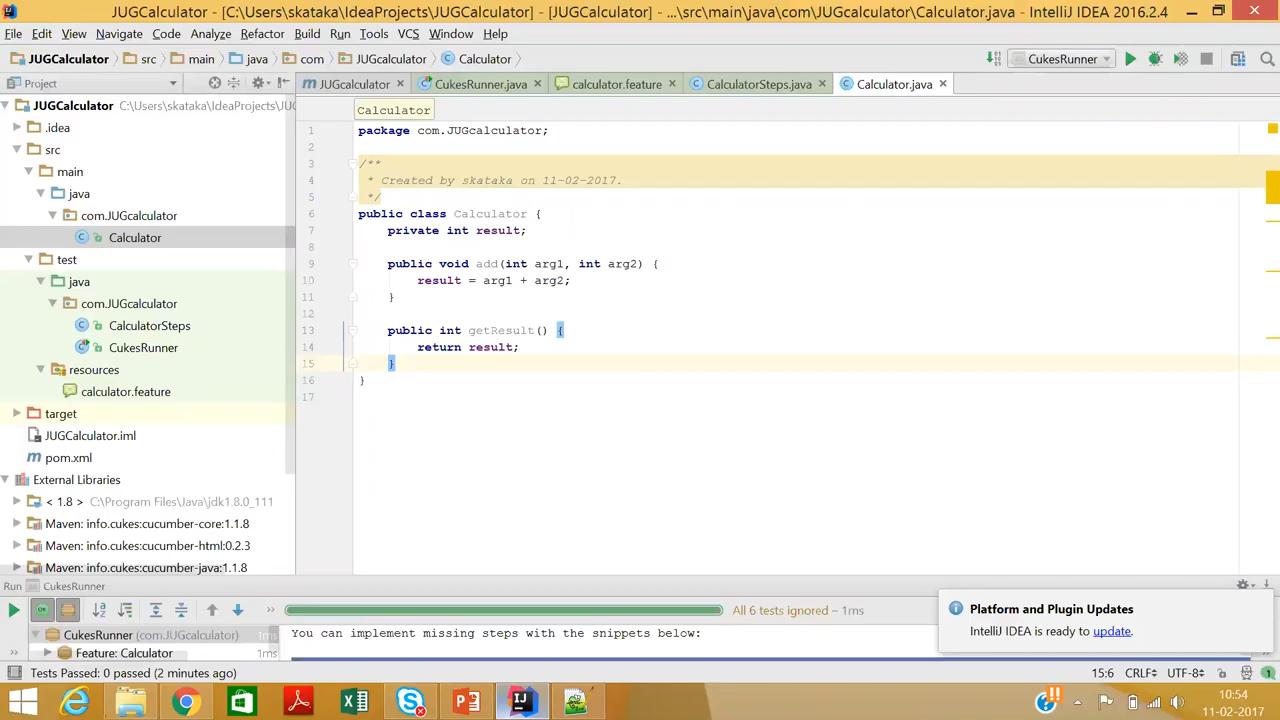 JUGCalculator - [C:\Users\skataka\IdeaProjects\JUGCalculator] - [JUGCalculator] - ...\src\main\java\com\JUGcalculator\Calculator.java - IntelliJ IDEA 2016.2.4
File Edit View Navigate Code Analyze Refactor Build Run Tools VCS Window Help
JUGCalculator src main java com JUGcalculator Calculator CukesRunner
Project
JUGCalculator CukesRunner.java calculator.feature CalculatorSteps.java Calculator.java
JUGCalculator C:\Users\skataka\IdeaProjects\JU
.idea
src
main
java
com.JUGcalculator
Calculator
test
java
com.JUGcalculator
CalculatorSteps
CukesRunner
resources
calculator.feature
target
JUGCalculator.iml
pom.xml
External Libraries
< 1.8 > C:\Program Files\Java\jdk1.8.0_111
Maven: info.cukes:cucumber-core:1.1.8
Maven: info.cukes:cucumber-html:0.2.3
Maven: info.cukes:cucumber-java:1.1.8
Calculator
1 package com.JUGcalculator;
2
3 /**
4 * Created by skataka on 11-02-2017.
5 */
6 public class Calculator {
7 private int result;
8
9 public void add(int arg1, int arg2) {
10 result = arg1 + arg2;
11 }
12
13 public int getResult() {
14 return result;
15 }
16 }
17
Run CukesRunner
All 6 tests ignored – 1ms
CukesRunner (com.JUGcalculator) 1ms
Feature: Calculator 1ms
You can implement missing steps with the snippets below:
Platform and Plugin Updates
IntelliJ IDEA is ready to update.
Tests Passed: 0 passed (2 minutes ago) 15:6 CRLF UTF-8 1
10:54
11-02-2017